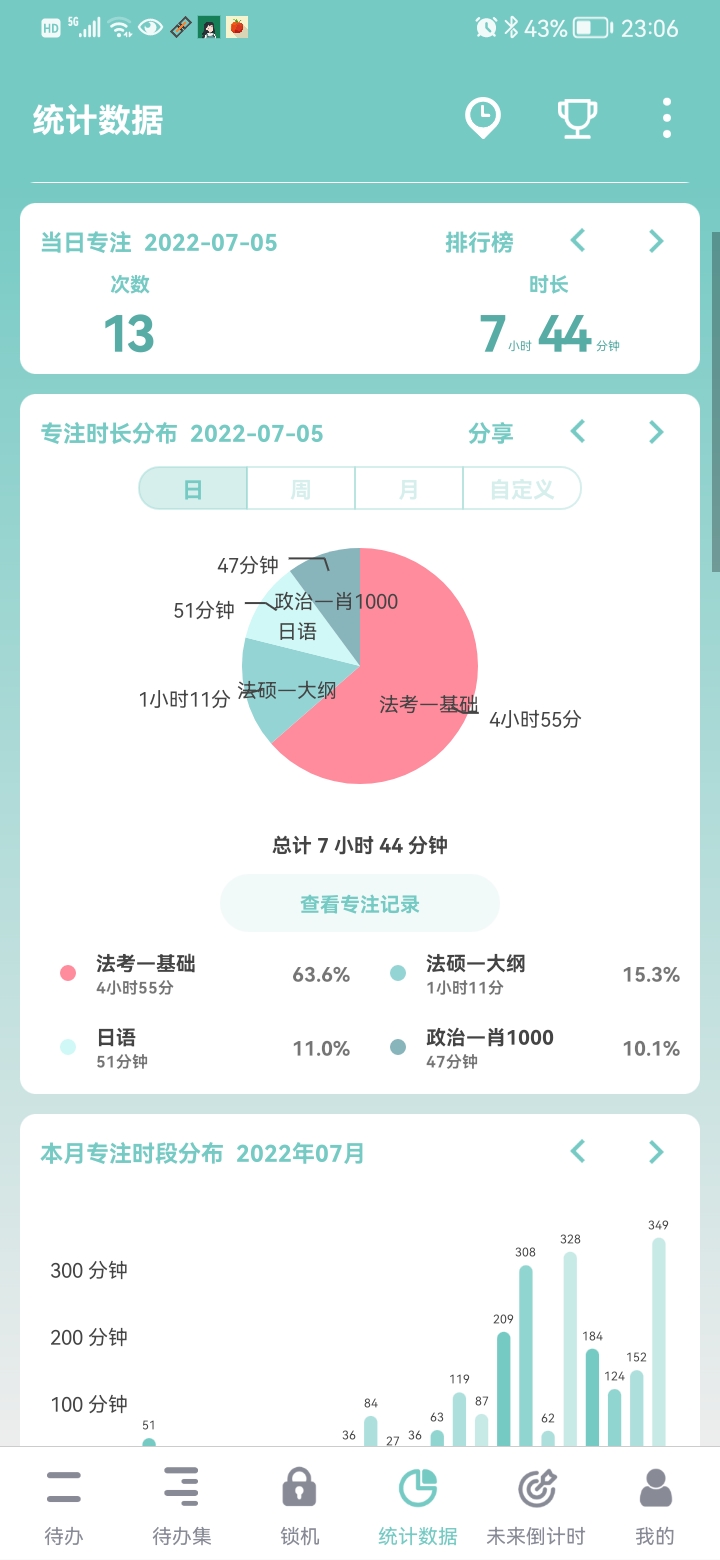 HD 5G 43% 23:06
统计数据
当日专注 2022-07-05 排行榜
次数 时长
13 7 小时 44 分钟
专注时长分布 2022-07-05 分享
日 周 月 自定义
47分钟
政治一肖1000
51分钟
日语
法硕一大纲
1小时11分
法考一基础
4小时55分
总计 7 小时 44 分钟
查看专注记录
法考一基础 63.6% 法硕一大纲 15.3%
4小时55分 1小时11分
日语 11.0% 政治一肖1000 10.1%
51分钟 47分钟
本月专注时段分布 2022年07月
349
328
308
300 分钟
209
200 分钟
184
152
124
119
100 分钟
87
84
63
62
51
36 36
27
待办 待办集 锁机 统计数据 未来倒计时 我的